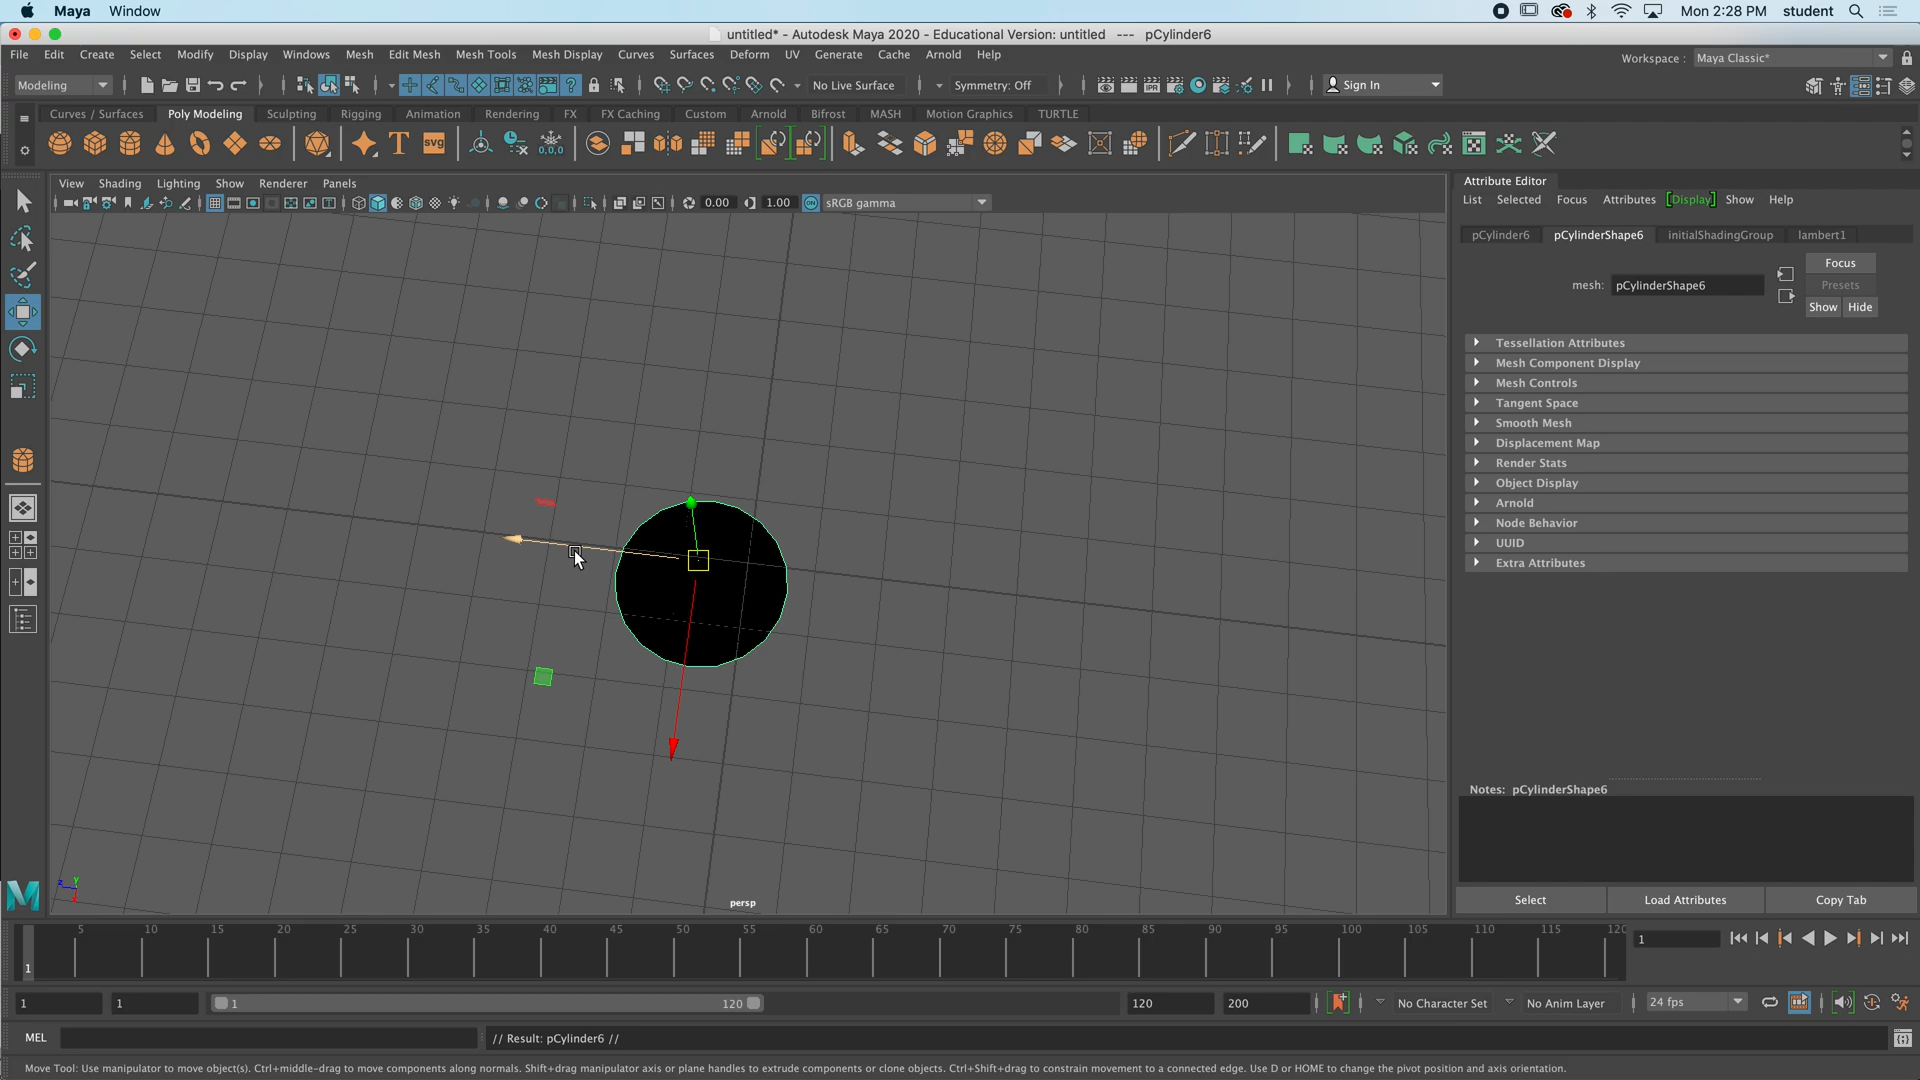 Maya Window Mon 2:28 PM student
untitled* - Autodesk Maya 2020 - Educational Version: untitled --- pCylinder6
File Edit Create Select Modify Display Windows Mesh Edit Mesh Mesh Tools Mesh Display Curves Surfaces Deform UV Generate Cache Arnold Help Workspace : Maya Classic*
Modeling No Live Surface Symmetry: Off Sign In
Curves / Surfaces Poly Modeling Sculpting Rigging Animation Rendering FX FX Caching Custom Arnold Bifrost MASH Motion Graphics TURTLE
T SVG 0,0,0
View Shading Lighting Show Renderer Panels
IPR
0.00 1.00 ON sRGB gamma
Attribute Editor
List Selected Focus Attributes [Display] Show Help
pCylinder6 pCylinderShape6 initialShadingGroup lambert1
Focus
mesh: pCylinderShape6
Presets
Show Hide
Tessellation Attributes
Mesh Component Display
Mesh Controls
Tangent Space
Smooth Mesh
Displacement Map
Render Stats
Object Display
Arnold
Node Behavior
UUID
Extra Attributes
Notes: pCylinderShape6
Select Load Attributes Copy Tab
z y
persp
M
5 10 15 20 25 30 35 40 45 50 55 60 65 70 75 80 85 90 95 100 105 110 115 120
1 1
1 1 1 120 120 200 No Character Set No Anim Layer 24 fps
MEL // Result: pCylinder6 //
Move Tool: Use manipulator to move object(s). Ctrl+middle-drag to move components along normals. Shift+drag manipulator axis or plane handles to extrude components or clone objects. Ctrl+Shift+drag to constrain movement to a connected edge. Use D or HOME to change the pivot position and axis orientation.